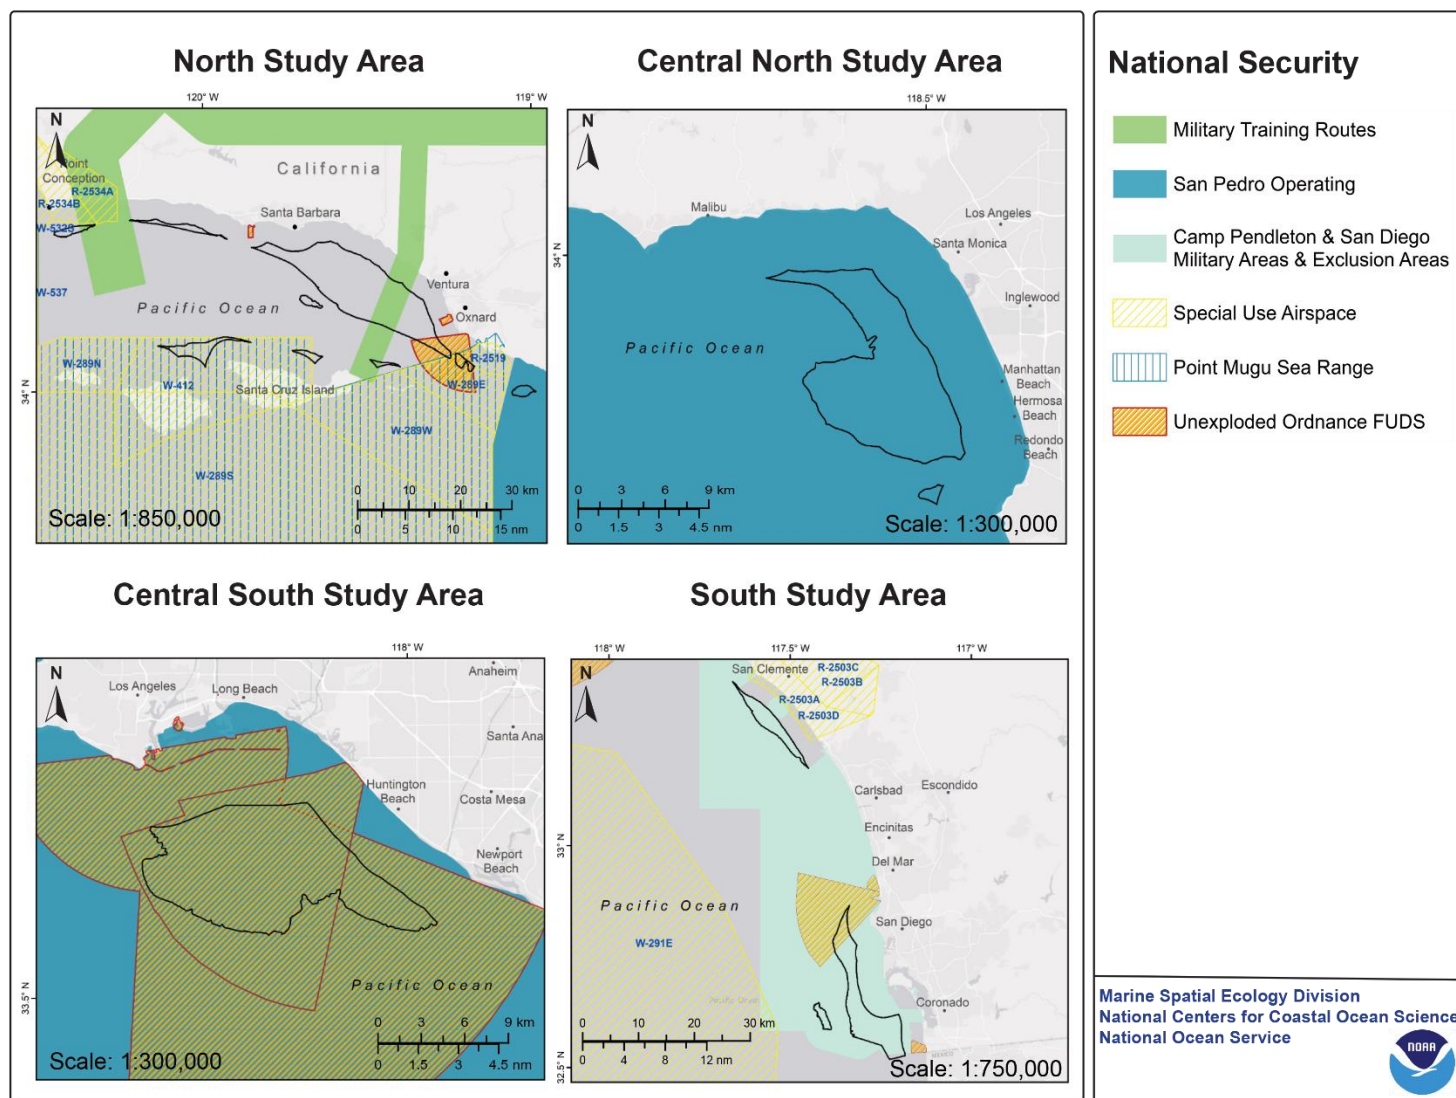 North Study Area
120° W
119° W
N
Point
Conception
California
R-2534A
R-2534B
W-532S
Santa Barbara
W-537
Pacific Ocean
Ventura
Oxnard
R-2519
W-289N
W-412
Santa Cruz Island
W-289E
34° N
W-289W
W-289S
0 10 20 30 km
0 5 10 15 nm
Scale: 1:850,000
Central North Study Area
118.5° W
N
Malibu
Los Angeles
Santa Monica
34° N
Inglewood
Pacific Ocean
Manhattan
Beach
Hermosa
Beach
Redondo
Beach
0 3 6 9 km
0 1.5 3 4.5 nm
Scale: 1:300,000
Central South Study Area
118° W
N
Anaheim
Los Angeles
Long Beach
Santa Ana
Huntington
Beach
Costa Mesa
Newport
Beach
Pacific Ocean
33.5° N
0 3 6 9 km
0 1.5 3 4.5 nm
Scale: 1:300,000
South Study Area
118° W
117.5° W
117° W
N
San Clemente
R-2503C
R-2503B
R-2503A
R-2503D
Carlsbad
Escondido
Encinitas
33° N
Del Mar
Pacific Ocean
San Diego
W-291E
Coronado
MEXICO
0 10 20 30 km
0 4 8 12 nm
32.5° N
Scale: 1:750,000
National Security
Military Training Routes
San Pedro Operating
Camp Pendleton & San Diego
Military Areas & Exclusion Areas
Special Use Airspace
Point Mugu Sea Range
Unexploded Ordnance FUDS
Marine Spatial Ecology Division
National Centers for Coastal Ocean Science
National Ocean Service
NOAA